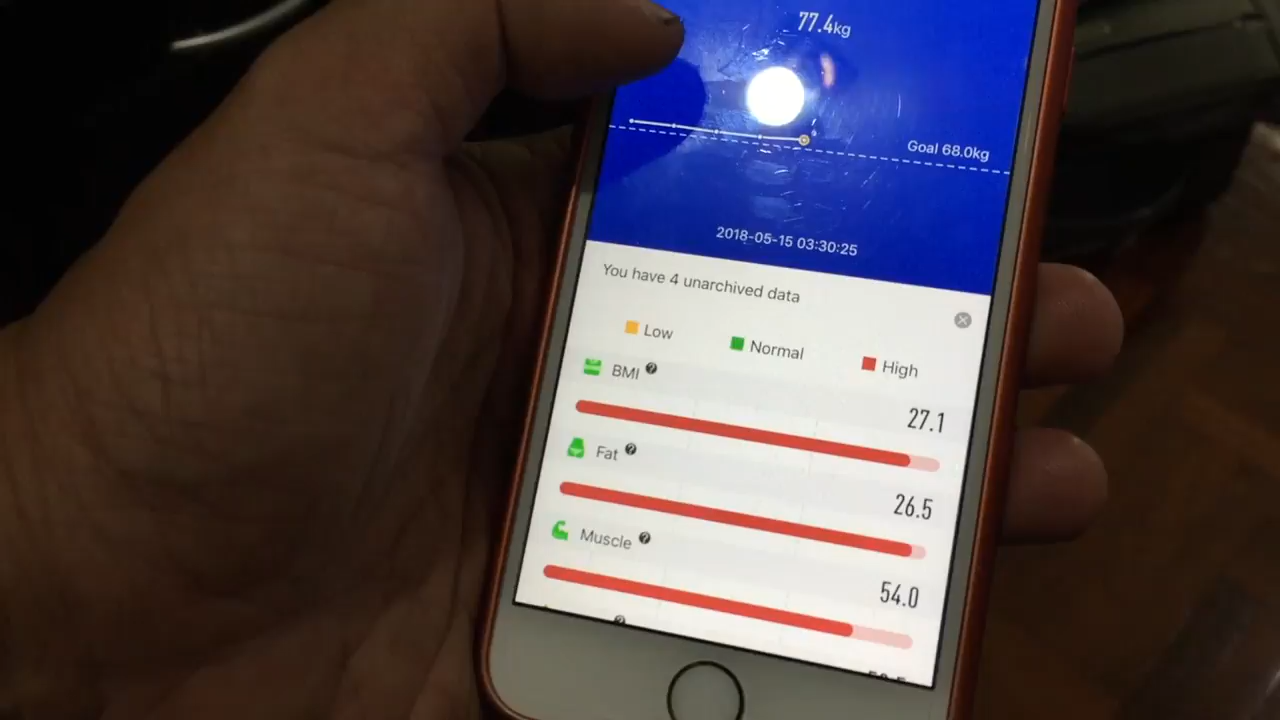 77.4kg
Goal 68.0kg
2018-05-15 03:30:25
You have 4 unarchived data
Low
Normal
High
BMI ?
27.1
Fat ?
26.5
Muscle ?
54.0
?